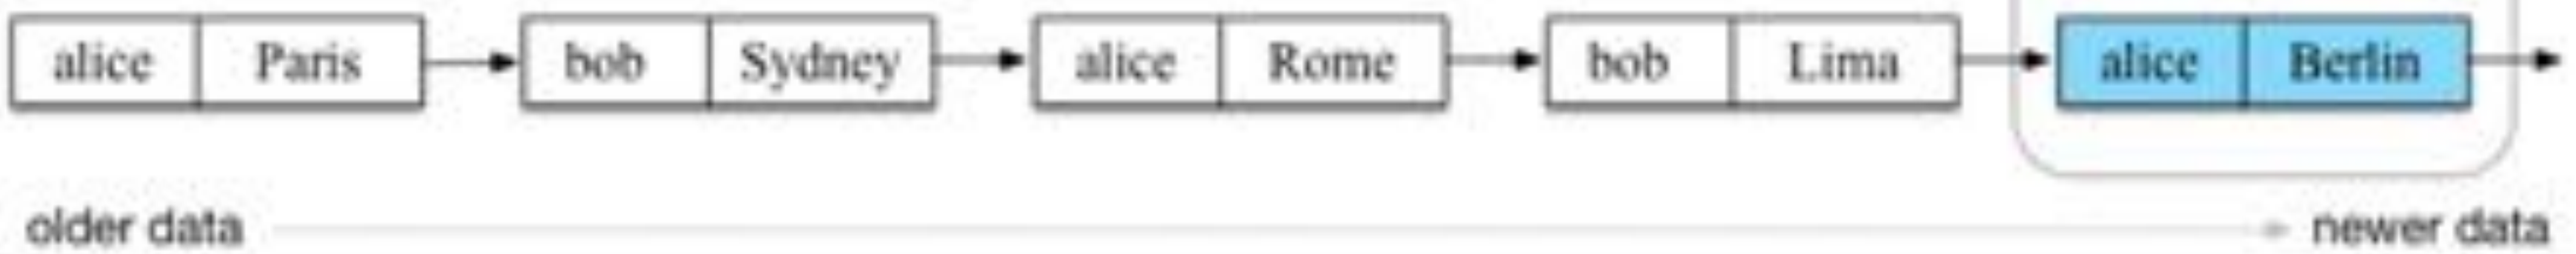 alice Paris bob Sydney alice Rome bob Lima alice Berlin
older data newer data